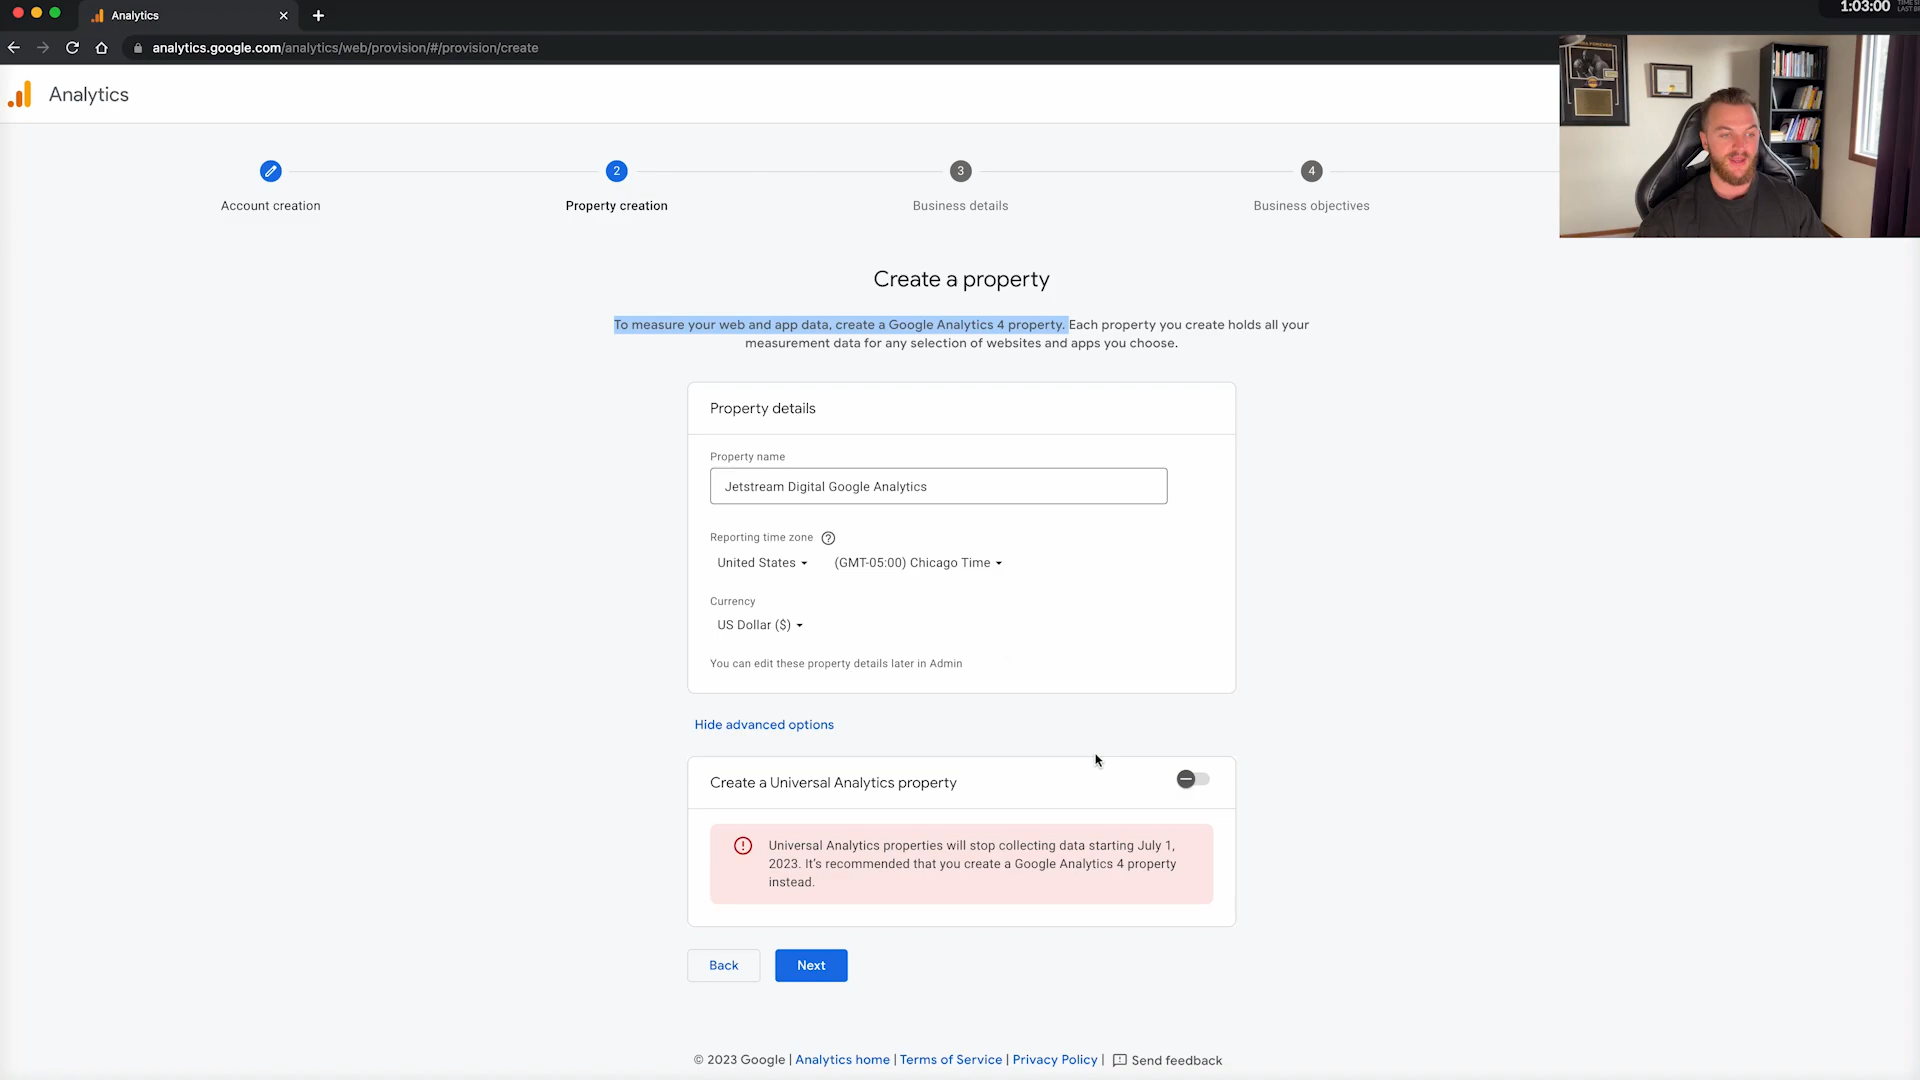 Analytics
1:03:00
analytics.google.com/analytics/web/provision/#/provision/create
Analytics
2
3
4
Account creation
Property creation
Business details
Business objectives
Create a property
To measure your web and app data, create a Google Analytics 4 property. Each property you create holds all your
measurement data for any selection of websites and apps you choose.
Property details
Property name
Jetstream Digital Google Analytics
Reporting time zone
United States
(GMT-05:00) Chicago Time
Currency
US Dollar ($)
You can edit these property details later in Admin
Hide advanced options
Create a Universal Analytics property
Universal Analytics properties will stop collecting data starting July 1,
2023. It's recommended that you create a Google Analytics 4 property
instead.
Back
Next
© 2023 Google | Analytics home | Terms of Service | Privacy Policy | Send feedback